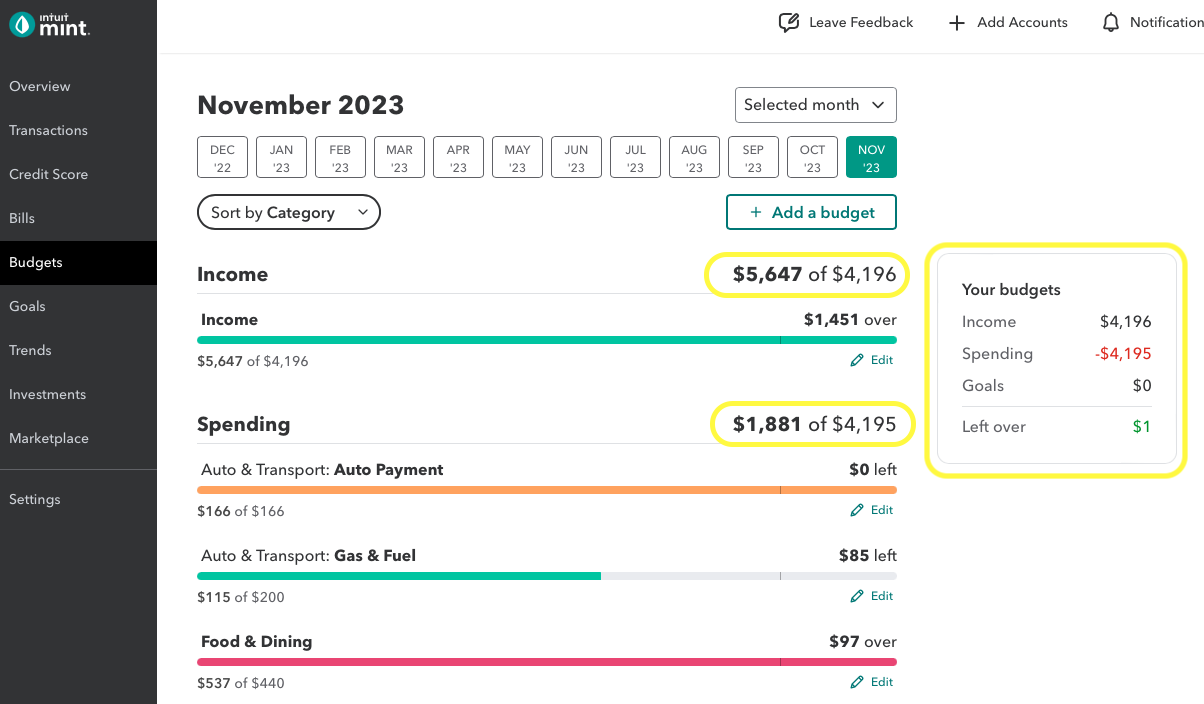 intuit
mint.
Leave Feedback
Add Accounts
Notification
Overview
Transactions
Credit Score
Bills
Budgets
Goals
Trends
Investments
Marketplace
Settings
November 2023
Selected month
DEC '22
JAN '23
FEB '23
MAR '23
APR '23
MAY '23
JUN '23
JUL '23
AUG '23
SEP '23
OCT '23
NOV '23
Sort by Category
+ Add a budget
Income $5,647 of $4,196
Income $1,451 over
$5,647 of $4,196 Edit
Spending $1,881 of $4,195
Auto & Transport: Auto Payment $0 left
$166 of $166 Edit
Auto & Transport: Gas & Fuel $85 left
$115 of $200 Edit
Food & Dining $97 over
$537 of $440 Edit
Your budgets
Income $4,196
Spending -$4,195
Goals $0
Left over $1